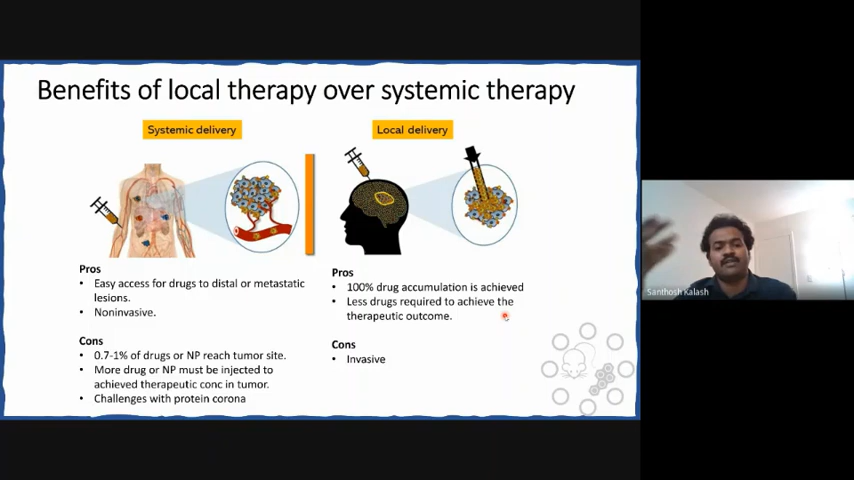 Benefits of local therapy over systemic therapy
Systemic delivery
Local delivery
Pros
• Easy access for drugs to distal or metastatic
lesions.
• Noninvasive.
Cons
• 0.7-1% of drugs or NP reach tumor site.
• More drug or NP must be injected to
achieved therapeutic conc in tumor.
• Challenges with protein corona
Pros
• 100% drug accumulation is achieved
• Less drugs required to achieve the
therapeutic outcome.
Cons
• Invasive
Santhosh Kalash